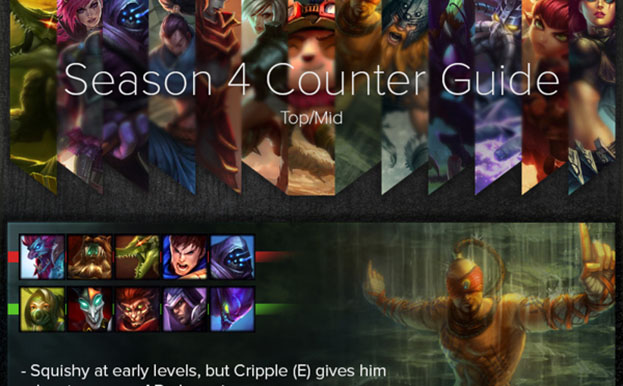 Season 4 Counter Guide
Top/Mid
- Squishy at early levels, but Cripple (E) gives him